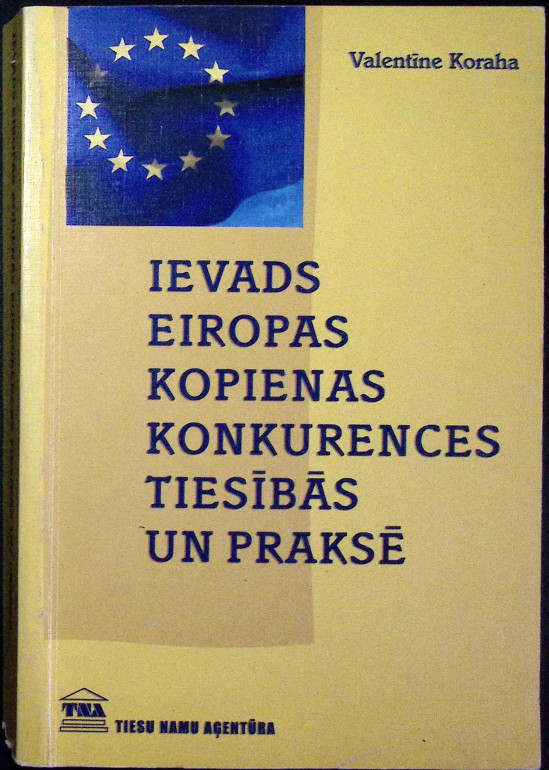 Valentīne Koraha
IEVADS
EIROPAS
KOPIENAS
KONKURENCES
TIESĪBĀS
UN PRAKSĒ
TNA
TIESU NAMU AĢENTŪRA